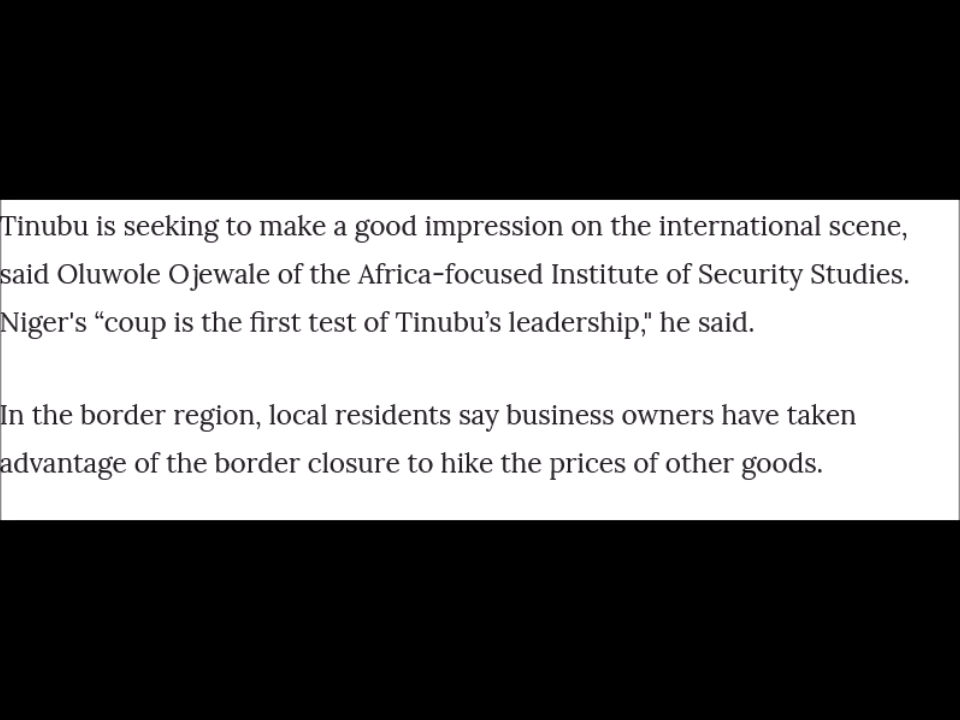 Tinubu is seeking to make a good impression on the international scene,
said Oluwole Ojewale of the Africa-focused Institute of Security Studies.
Niger's “coup is the first test of Tinubu’s leadership," he said.
In the border region, local residents say business owners have taken
advantage of the border closure to hike the prices of other goods.